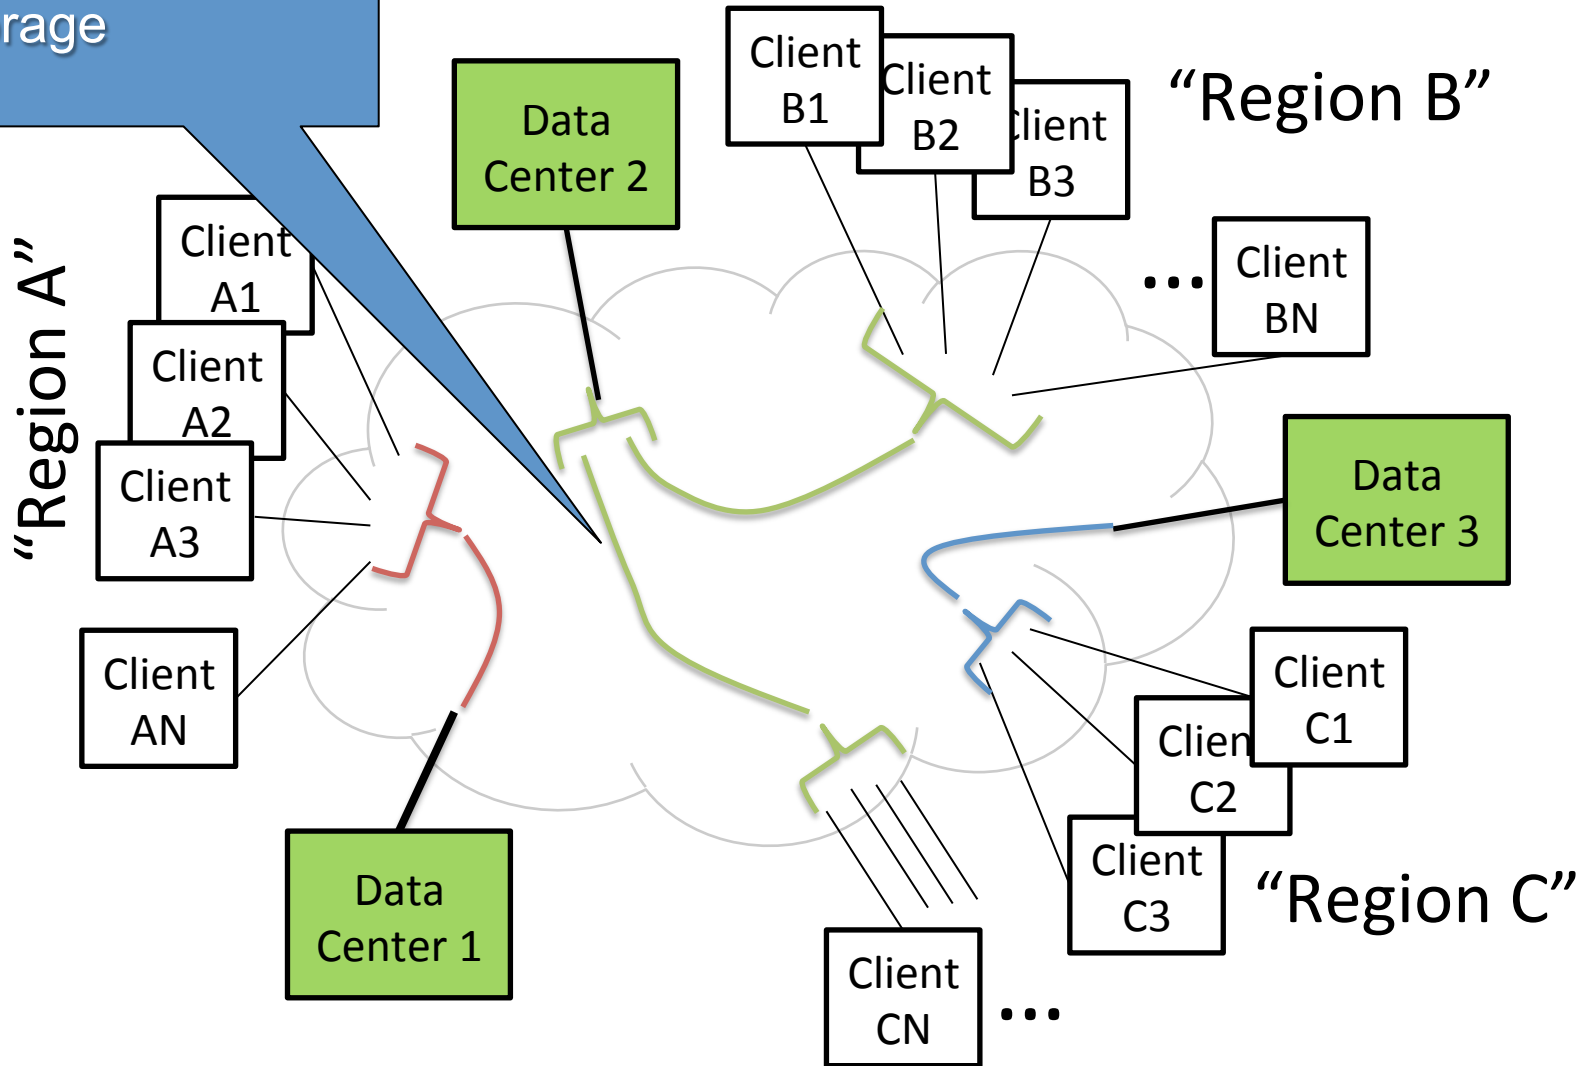 rage
Data
Center 2
Client
B1
Client
B2
Client
B3
“Region B”
...
Client
BN
“Region A”
Client
A1
Client
A2
Client
A3
Client
AN
Data
Center 3
Data
Center 1
Client
C1
Clien
C2
Client
C3
“Region C”
Client
CN
...